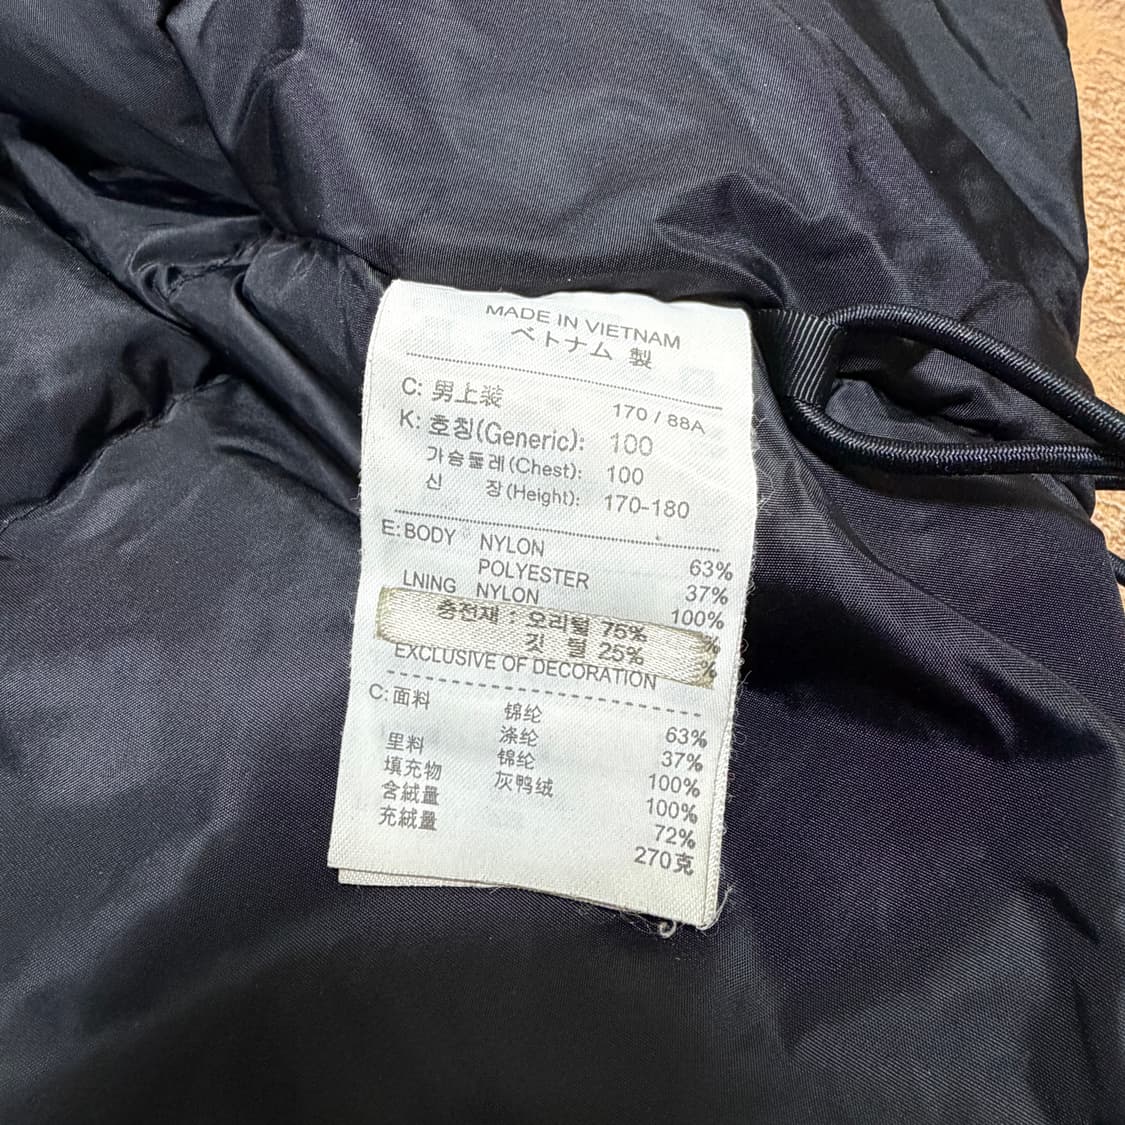 MADE IN VIETNAM
ベトナム 製
C: 男上装 170 / 88A
K: 호칭(Generic): 100
가슴둘레(Chest): 100
신 장(Height): 170-180
E: BODY NYLON 63%
POLYESTER 37%
LNING NYLON 100%
충전재 : 오리털 75% %
깃 털 25% %
EXCLUSIVE OF DECORATION
C: 面料 锦纶 63%
涤纶 37%
里料 锦纶 100%
填充物 灰鸭绒 100%
含絨量 72%
充絨量 270克